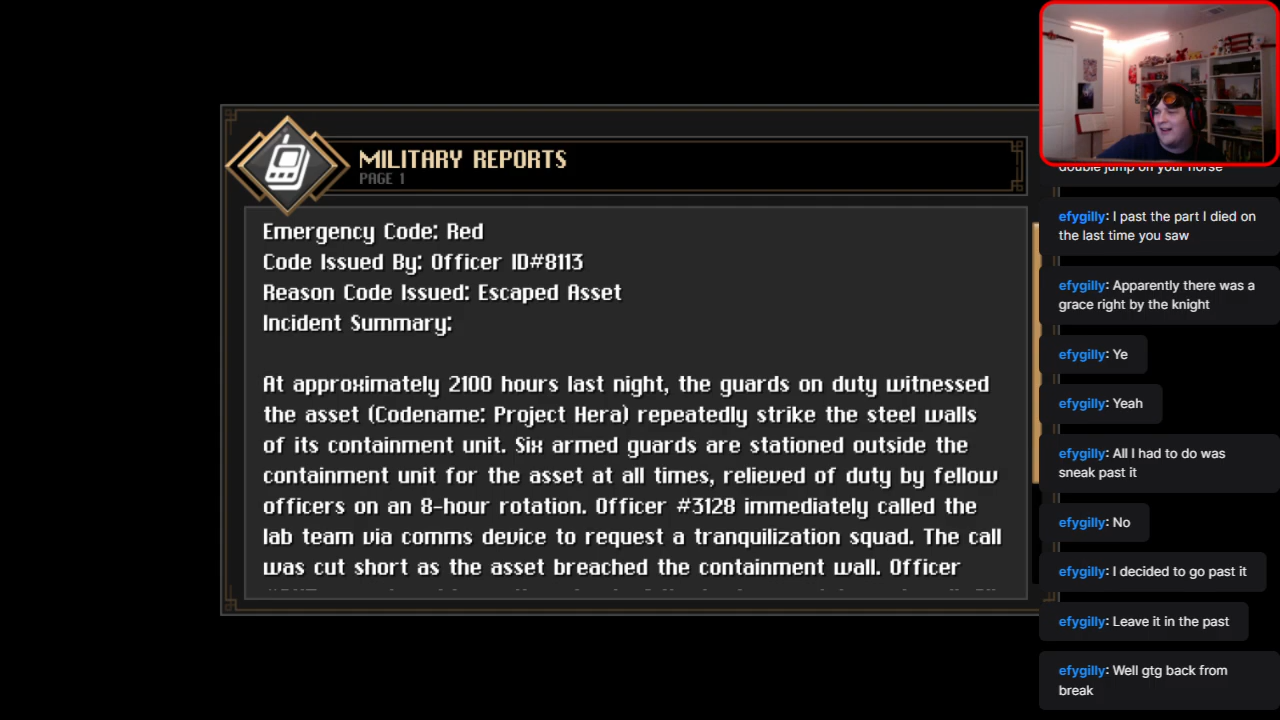 MILITARY REPORTS
PAGE 1
Emergency Code: Red
Code Issued By: Officer ID#8113
Reason Code Issued: Escaped Asset
Incident Summary:
At approximately 2100 hours last night, the guards on duty witnessed
the asset (Codename: Project Hera) repeatedly strike the steel walls
of its containment unit. Six armed guards are stationed outside the
containment unit for the asset at all times, relieved of duty by fellow
officers on an 8-hour rotation. Officer #3128 immediately called the
lab team via comms device to request a tranquilization squad. The call
was cut short as the asset breached the containment wall. Officer
double jump on your horse
efygilly: I past the part I died on
the last time you saw
efygilly: Apparently there was a
grace right by the knight
efygilly: Ye
efygilly: Yeah
efygilly: All I had to do was
sneak past it
efygilly: No
efygilly: I decided to go past it
efygilly: Leave it in the past
efygilly: Well gtg back from
break